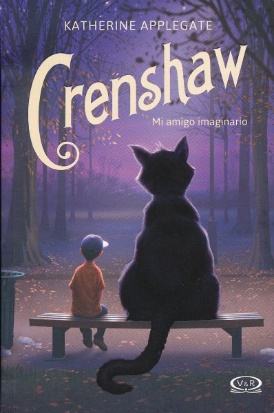 KATHERINE APPLEGATE
Crenshaw
Mi amigo imaginario
V&R